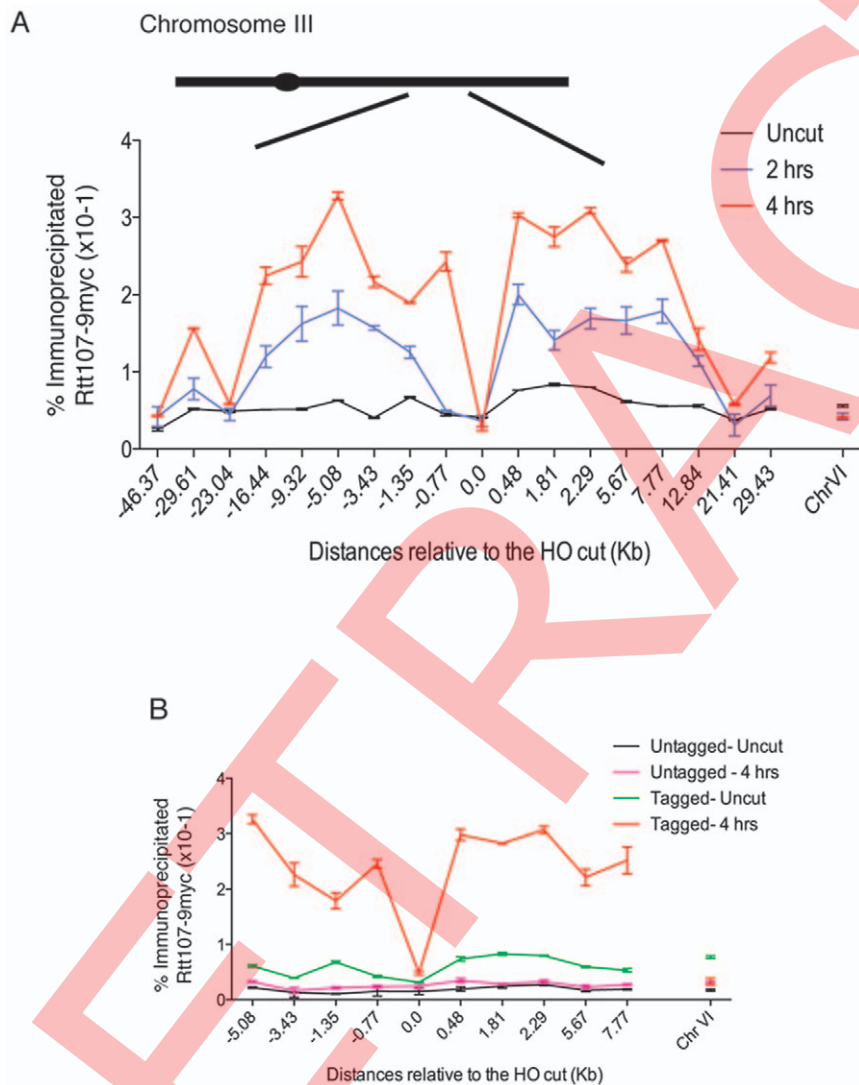 A
Chromosome III
4
3
2
1
0
% Immunoprecipitated
Rtt107-9myc (x10-1)
Uncut
2 hrs
4 hrs
-46.37
-29.61
-23.04
-16.44
-9.32
-5.08
-3.43
-1.35
-0.77
0.0
0.48
1.81
2.29
5.67
7.77
12.84
21.41
29.43
ChrVI
Distances relative to the HO cut (Kb)
B
Untagged- Uncut
Untagged - 4 hrs
Tagged- Uncut
Tagged- 4 hrs
4
3
2
1
0
% Immunoprecipitated
Rtt107-9myc (x10-1)
-5.08
-3.43
-1.35
-0.77
0.0
0.48
1.81
2.29
5.67
7.77
Chr VI
Distances relative to the HO cut (Kb)
ETRAC